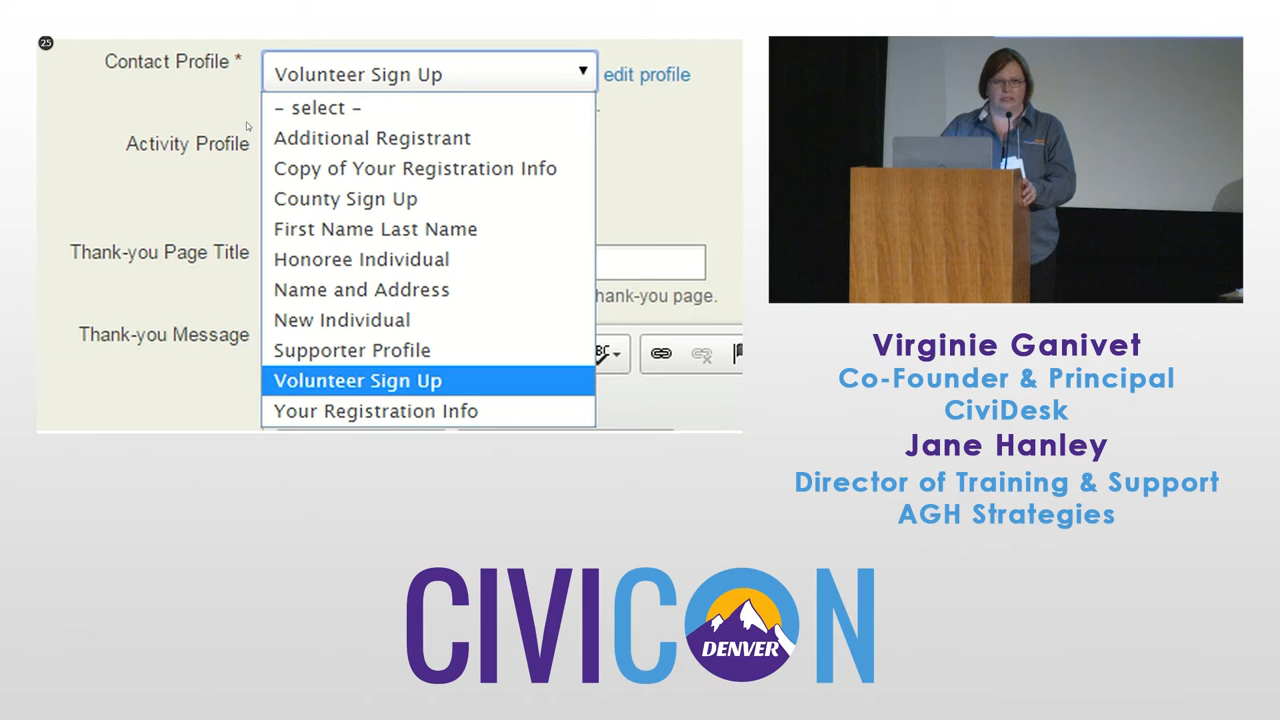 25
Contact Profile *
Volunteer Sign Up
edit profile
– select –
Additional Registrant
Activity Profile
Copy of Your Registration Info
County Sign Up
First Name Last Name
Thank-you Page Title
Honoree Individual
Name and Address
hank-you page.
New Individual
Thank-you Message
Supporter Profile
Volunteer Sign Up
Your Registration Info
Virginie Ganivet
Co-Founder & Principal
CiviDesk
Jane Hanley
Director of Training & Support
AGH Strategies
CIVICON
DENVER